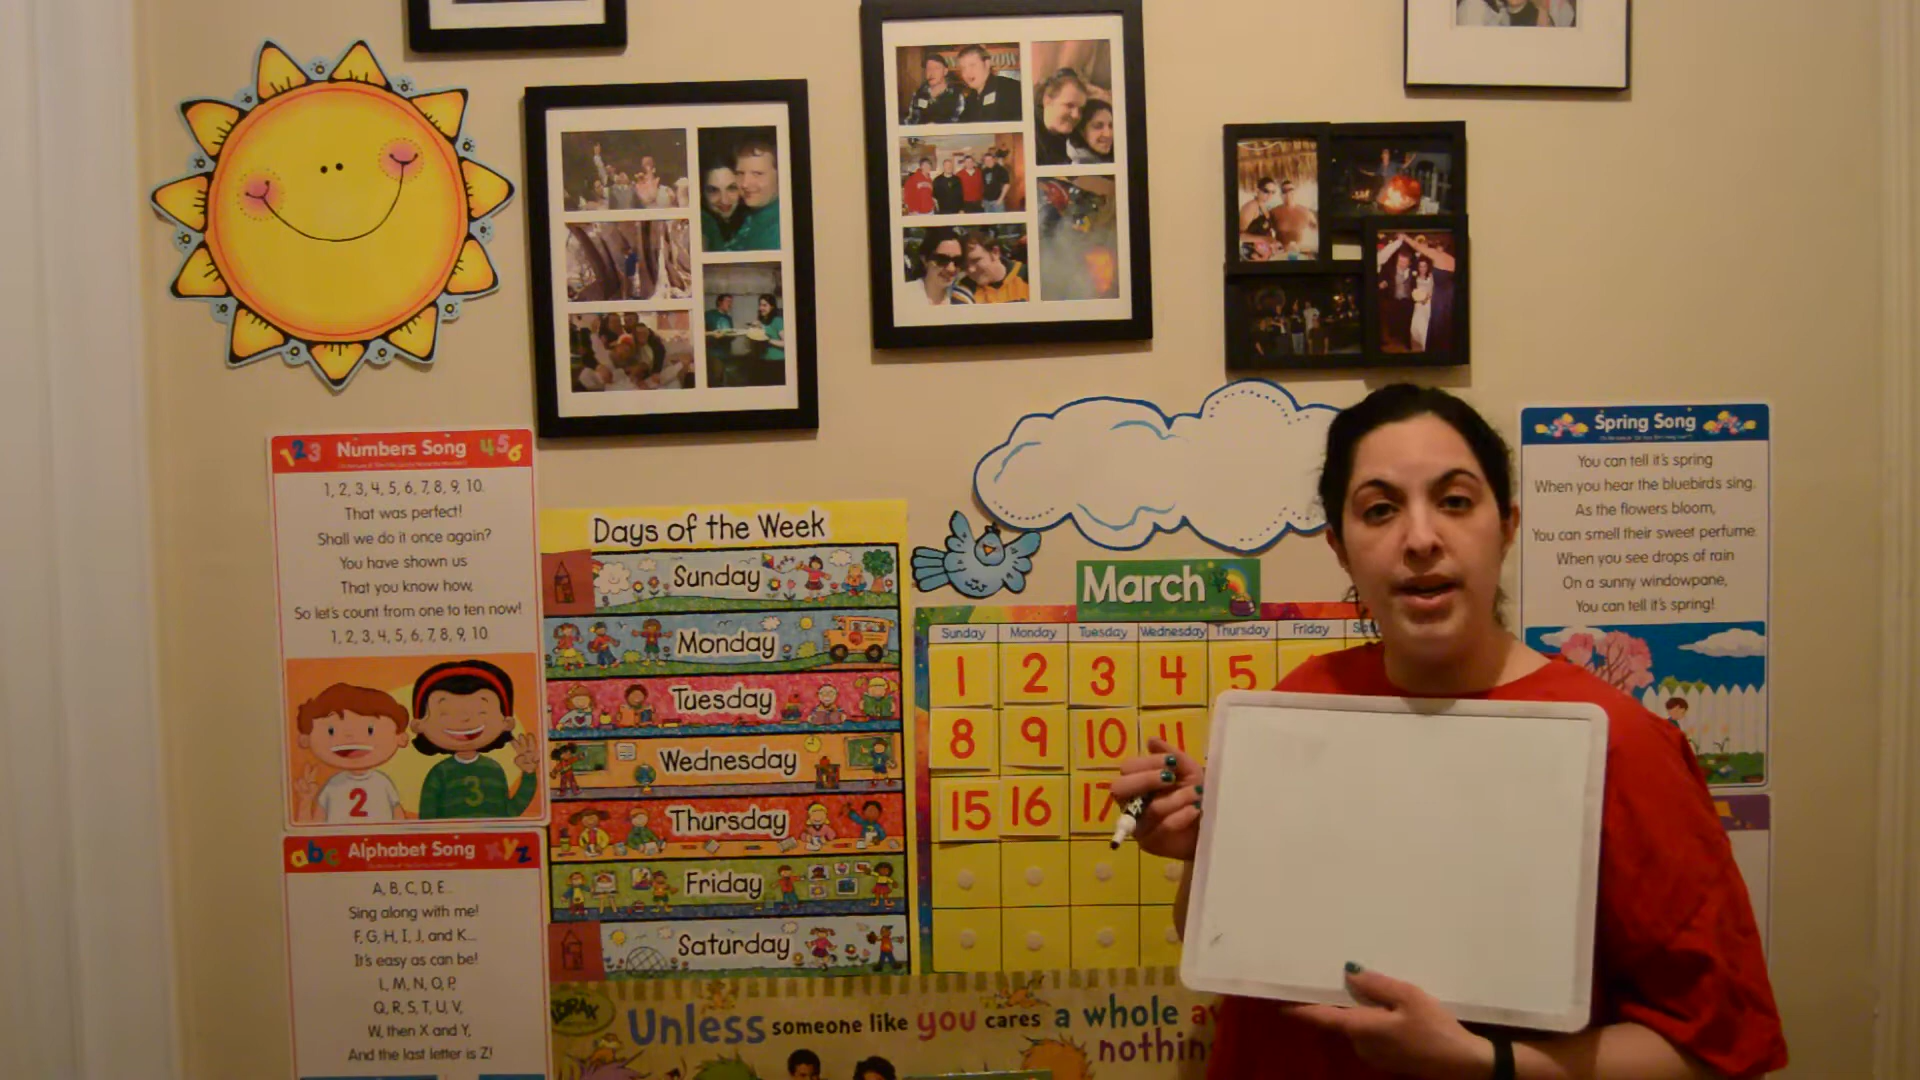 123 Numbers Song 456
1, 2, 3, 4, 5, 6, 7, 8, 9, 10.
That was perfect!
Shall we do it once again?
You have shown us
That you know how,
So let's count from one to ten now!
1, 2, 3, 4, 5, 6, 7, 8, 9, 10
2
3
abc Alphabet Song xyz
A, B, C, D, E...
Sing along with me!
F, G, H, I, J, and K...
It's easy as can be!
L, M, N, O, P,
Q, R, S, T, U, V,
W, then X and Y,
And the last letter is Z!
Days of the Week
Sunday
Monday
Tuesday
Wednesday
Thursday
Friday
Saturday
March
Sunday Monday Tuesday Wednesday Thursday Friday
1 2 3 4 5
8 9 10 11
15 16 17
LORAX
Unless someone like you cares a whole
Spring Song
You can tell it's spring
When you hear the bluebirds sing.
As the flowers bloom,
You can smell their sweet perfume.
When you see drops of rain
On a sunny windowpane,
You can tell it's spring!